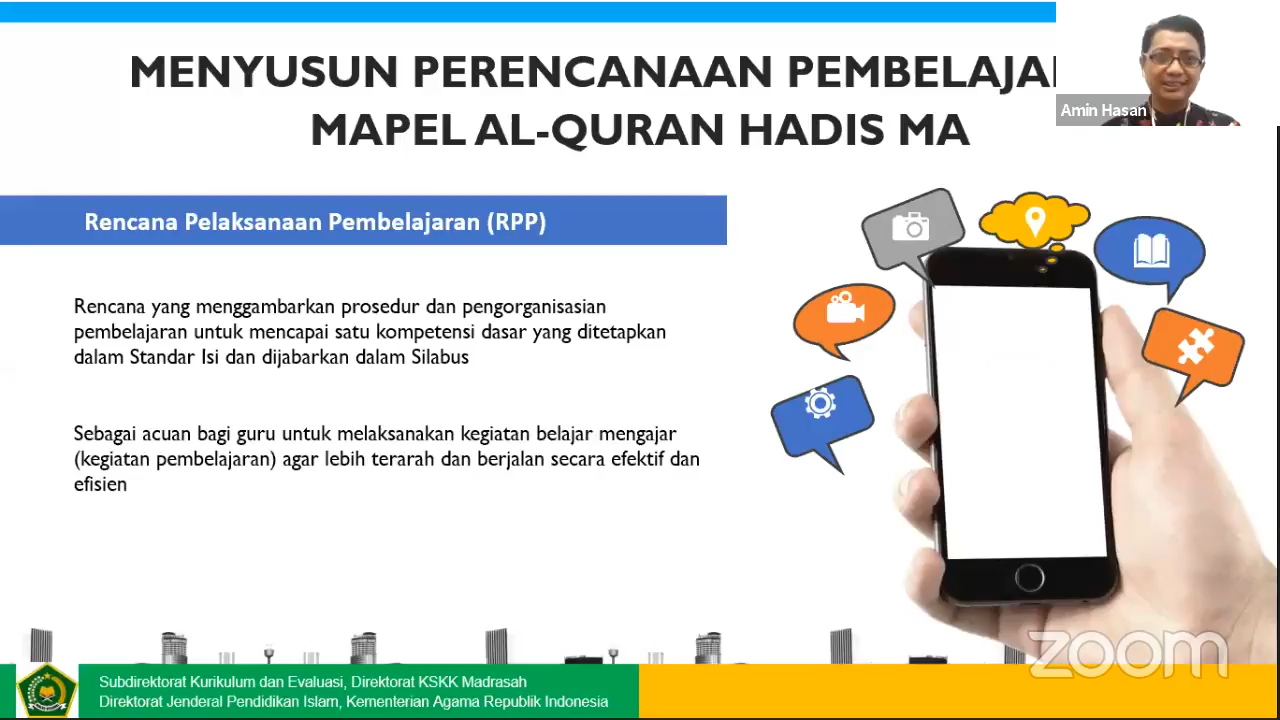 MENYUSUN PERENCANAAN PEMBELAJA
MAPEL AL-QURAN HADIS MA
Amin Hasan
Rencana Pelaksanaan Pembelajaran (RPP)
Rencana yang menggambarkan prosedur dan pengorganisasian
pembelajaran untuk mencapai satu kompetensi dasar yang ditetapkan
dalam Standar Isi dan dijabarkan dalam Silabus
Sebagai acuan bagi guru untuk melaksanakan kegiatan belajar mengajar
(kegiatan pembelajaran) agar lebih terarah dan berjalan secara efektif dan
efisien
zoom
Subdirektorat Kurikulum dan Evaluasi, Direktorat KSKK Madrasah
Direktorat Jenderal Pendidikan Islam, Kementerian Agama Republik Indonesia